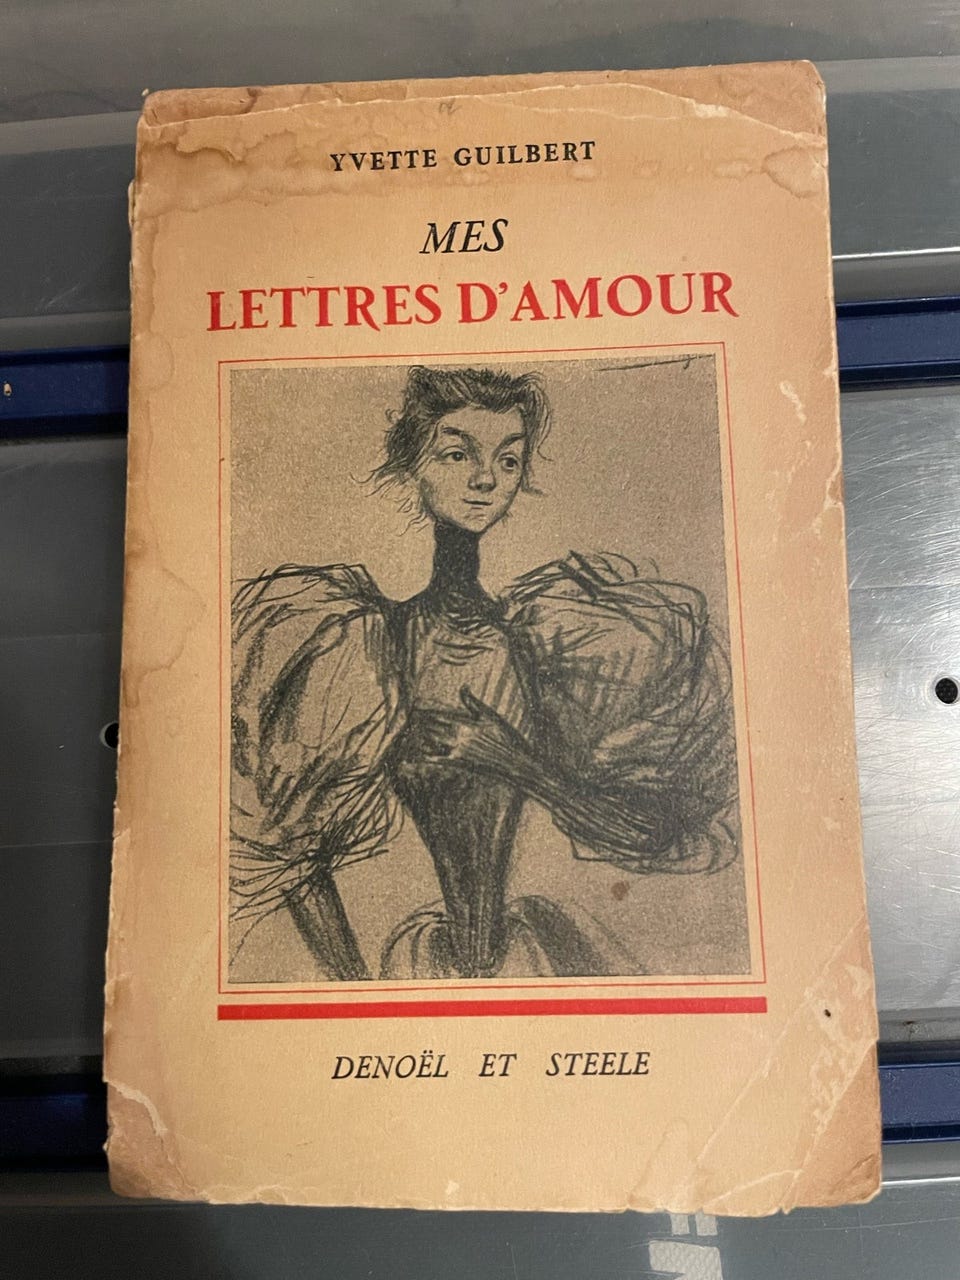 YVETTE GUILBERT
MES
LETTRES D'AMOUR
DENOËL ET STEELE